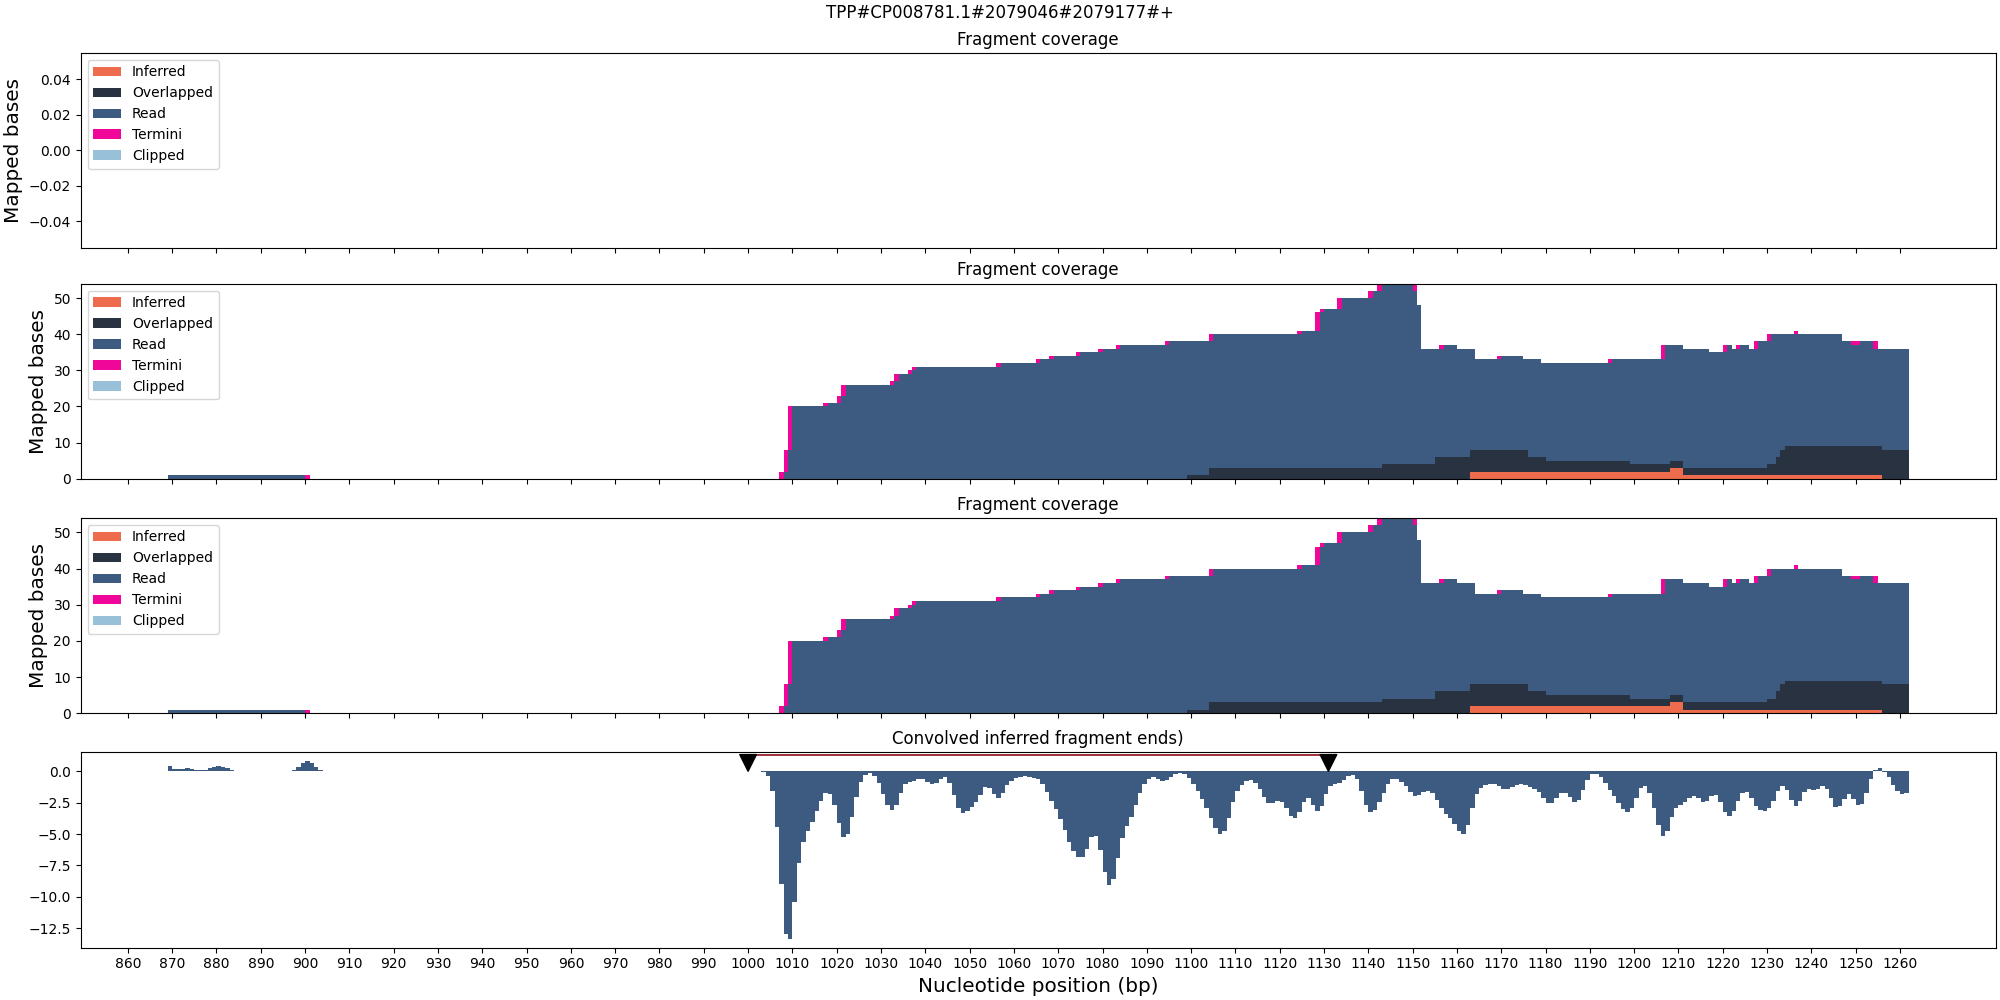 TPP#CP008781.1#2079046#2079177#+
Fragment coverage
Mapped bases
0.04
0.02
0.00
−0.02
−0.04
Inferred
Overlapped
Read
Termini
Clipped
Fragment coverage
Mapped bases
50
40
30
20
10
0
Inferred
Overlapped
Read
Termini
Clipped
Fragment coverage
Mapped bases
50
40
30
20
10
0
Inferred
Overlapped
Read
Termini
Clipped
Convolved inferred fragment ends)
0.0
−2.5
−5.0
−7.5
−10.0
−12.5
860 870 880 890 900 910 920 930 940 950 960 970 980 990 1000 1010 1020 1030 1040 1050 1060 1070 1080 1090 1100 1110 1120 1130 1140 1150 1160 1170 1180 1190 1200 1210 1220 1230 1240 1250 1260
Nucleotide position (bp)